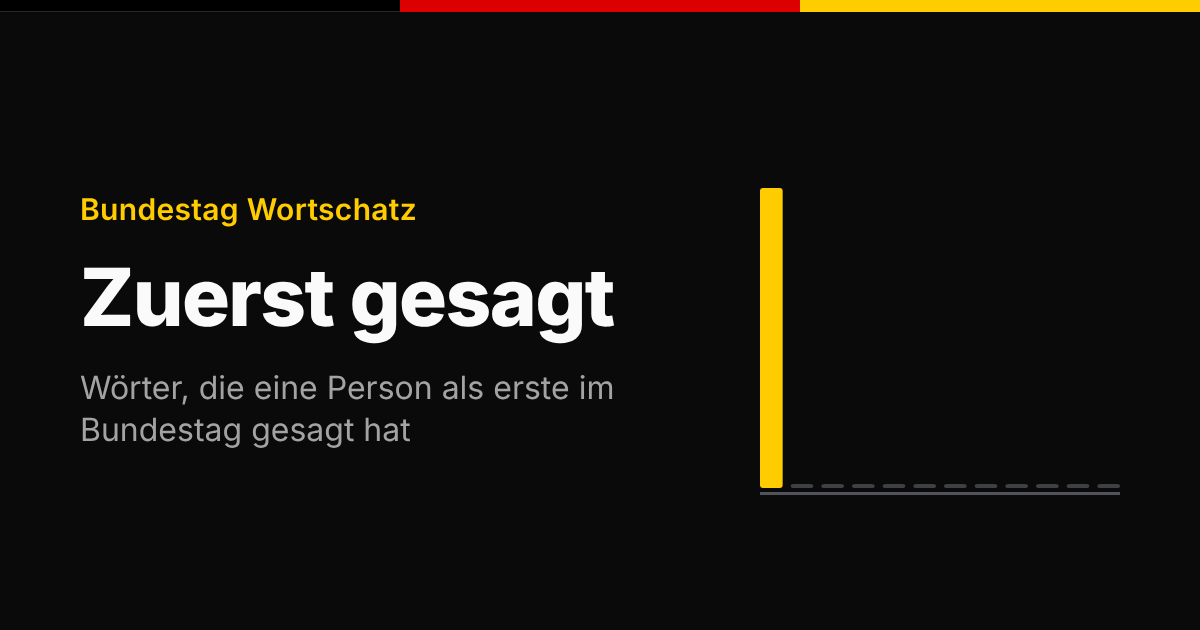 Bundestag Wortschatz
Zuerst gesagt
Wörter, die eine Person als erste im
Bundestag gesagt hat